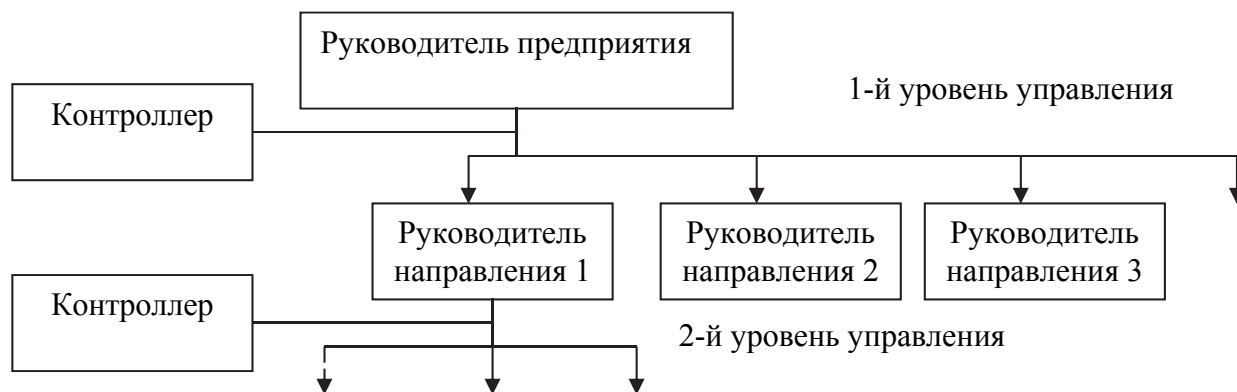 Руководитель предприятия
1-й уровень управления
Контроллер
Руководитель
направления 1
Руководитель
направления 2
Руководитель
направления 3
Контроллер
2-й уровень управления